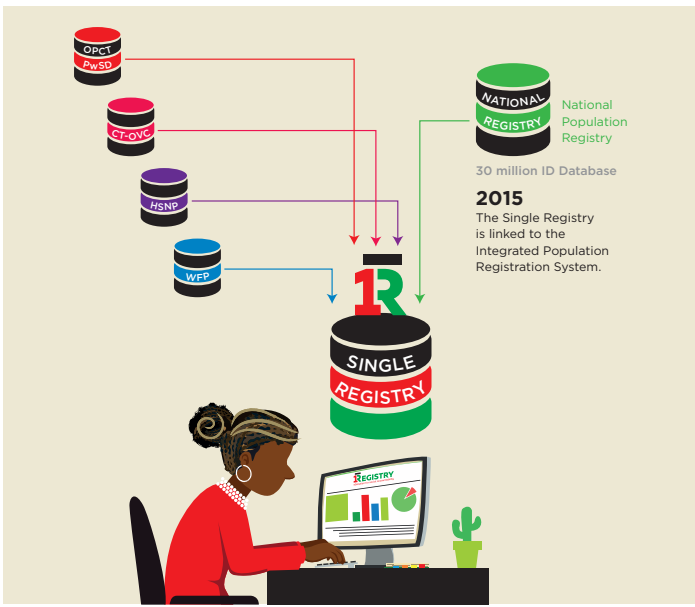 OPCT
PwSD
CT-OVC
HSNP
WFP
NATIONAL
REGISTRY
National
Population
Registry
30 million ID Database
2015
The Single Registry
is linked to the
Integrated Population
Registration System.
1R
SINGLE
REGISTRY
1REGISTRY